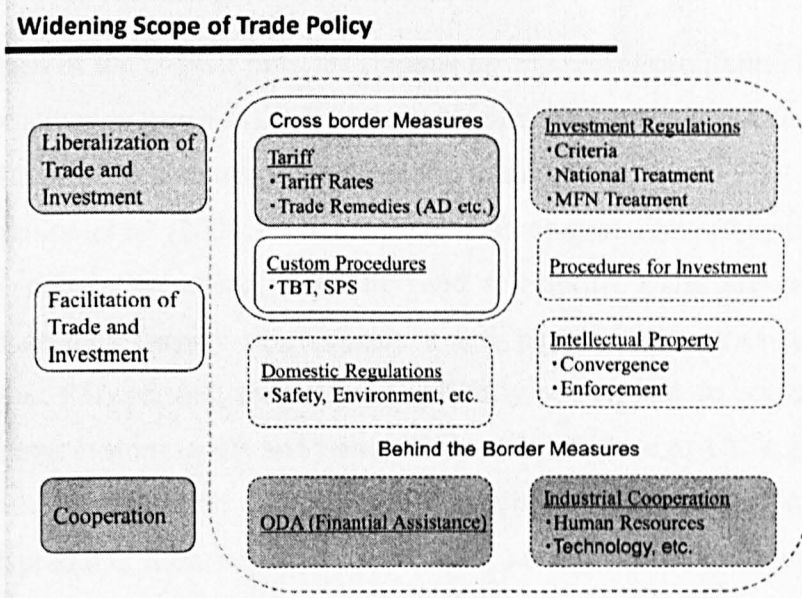 Widening Scope of Trade Policy
Liberalization of
Trade and
Investment
Cross border Measures
Tariff
・Tariff Rates
・Trade Remedies (AD etc.)
Investment Regulations
・Criteria
・National Treatment
・MFN Treatment
Custom Procedures
・TBT, SPS
Procedures for Investment
Facilitation of
Trade and
Investment
Domestic Regulations
・Safety, Environment, etc.
Intellectual Property
・Convergence
・Enforcement
Behind the Border Measures
Cooperation
ODA (Finantial Assistance)
Industrial Cooperation
・Human Resources
・Technology, etc.